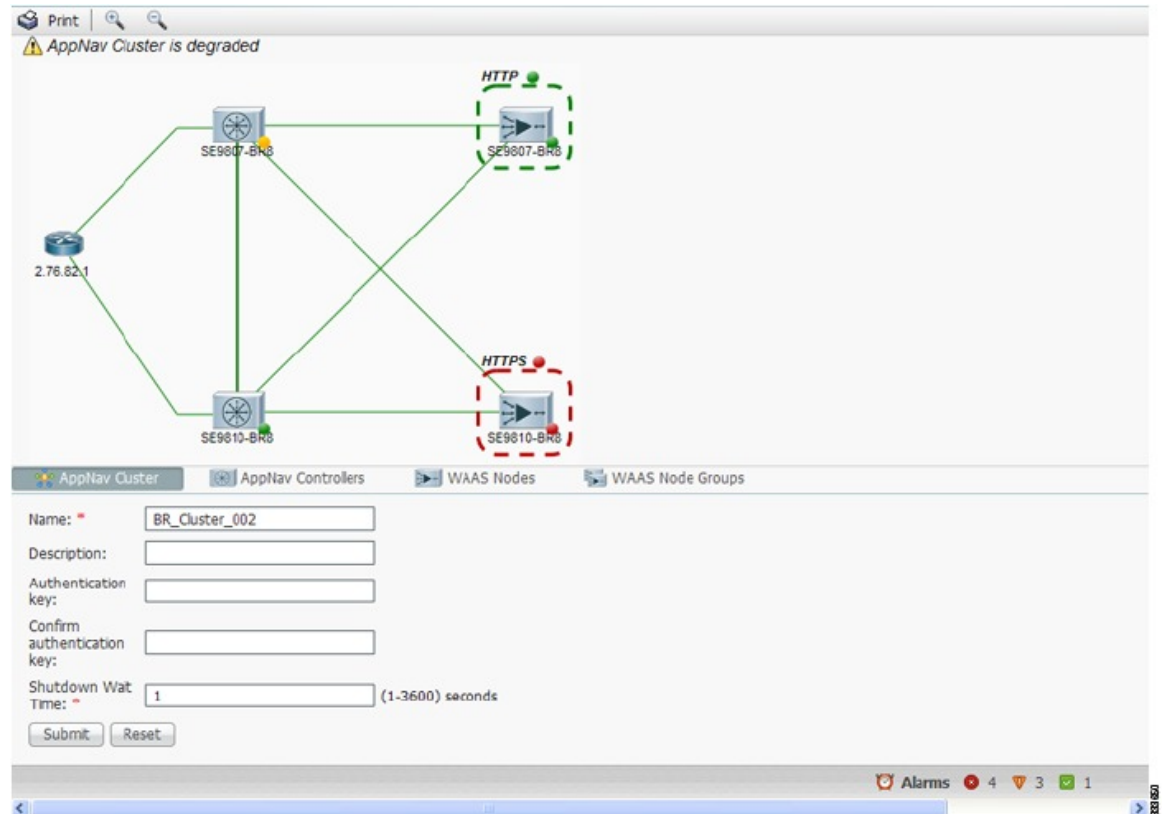 Print
AppNav Cluster is degraded
HTTP
SE9807-BR8
SE9807-BR8
2.76.82.1
HTTPS
SE9810-BR8
SE9810-BR8
AppNav Cluster
AppNav Controllers
WAAS Nodes
WAAS Node Groups
Name: *
BR_Cluster_002
Description:
Authentication
key:
Confirm
authentication
key:
Shutdown Wait
Time: *
1
(1-3600) seconds
Submit
Reset
Alarms 4 3 1